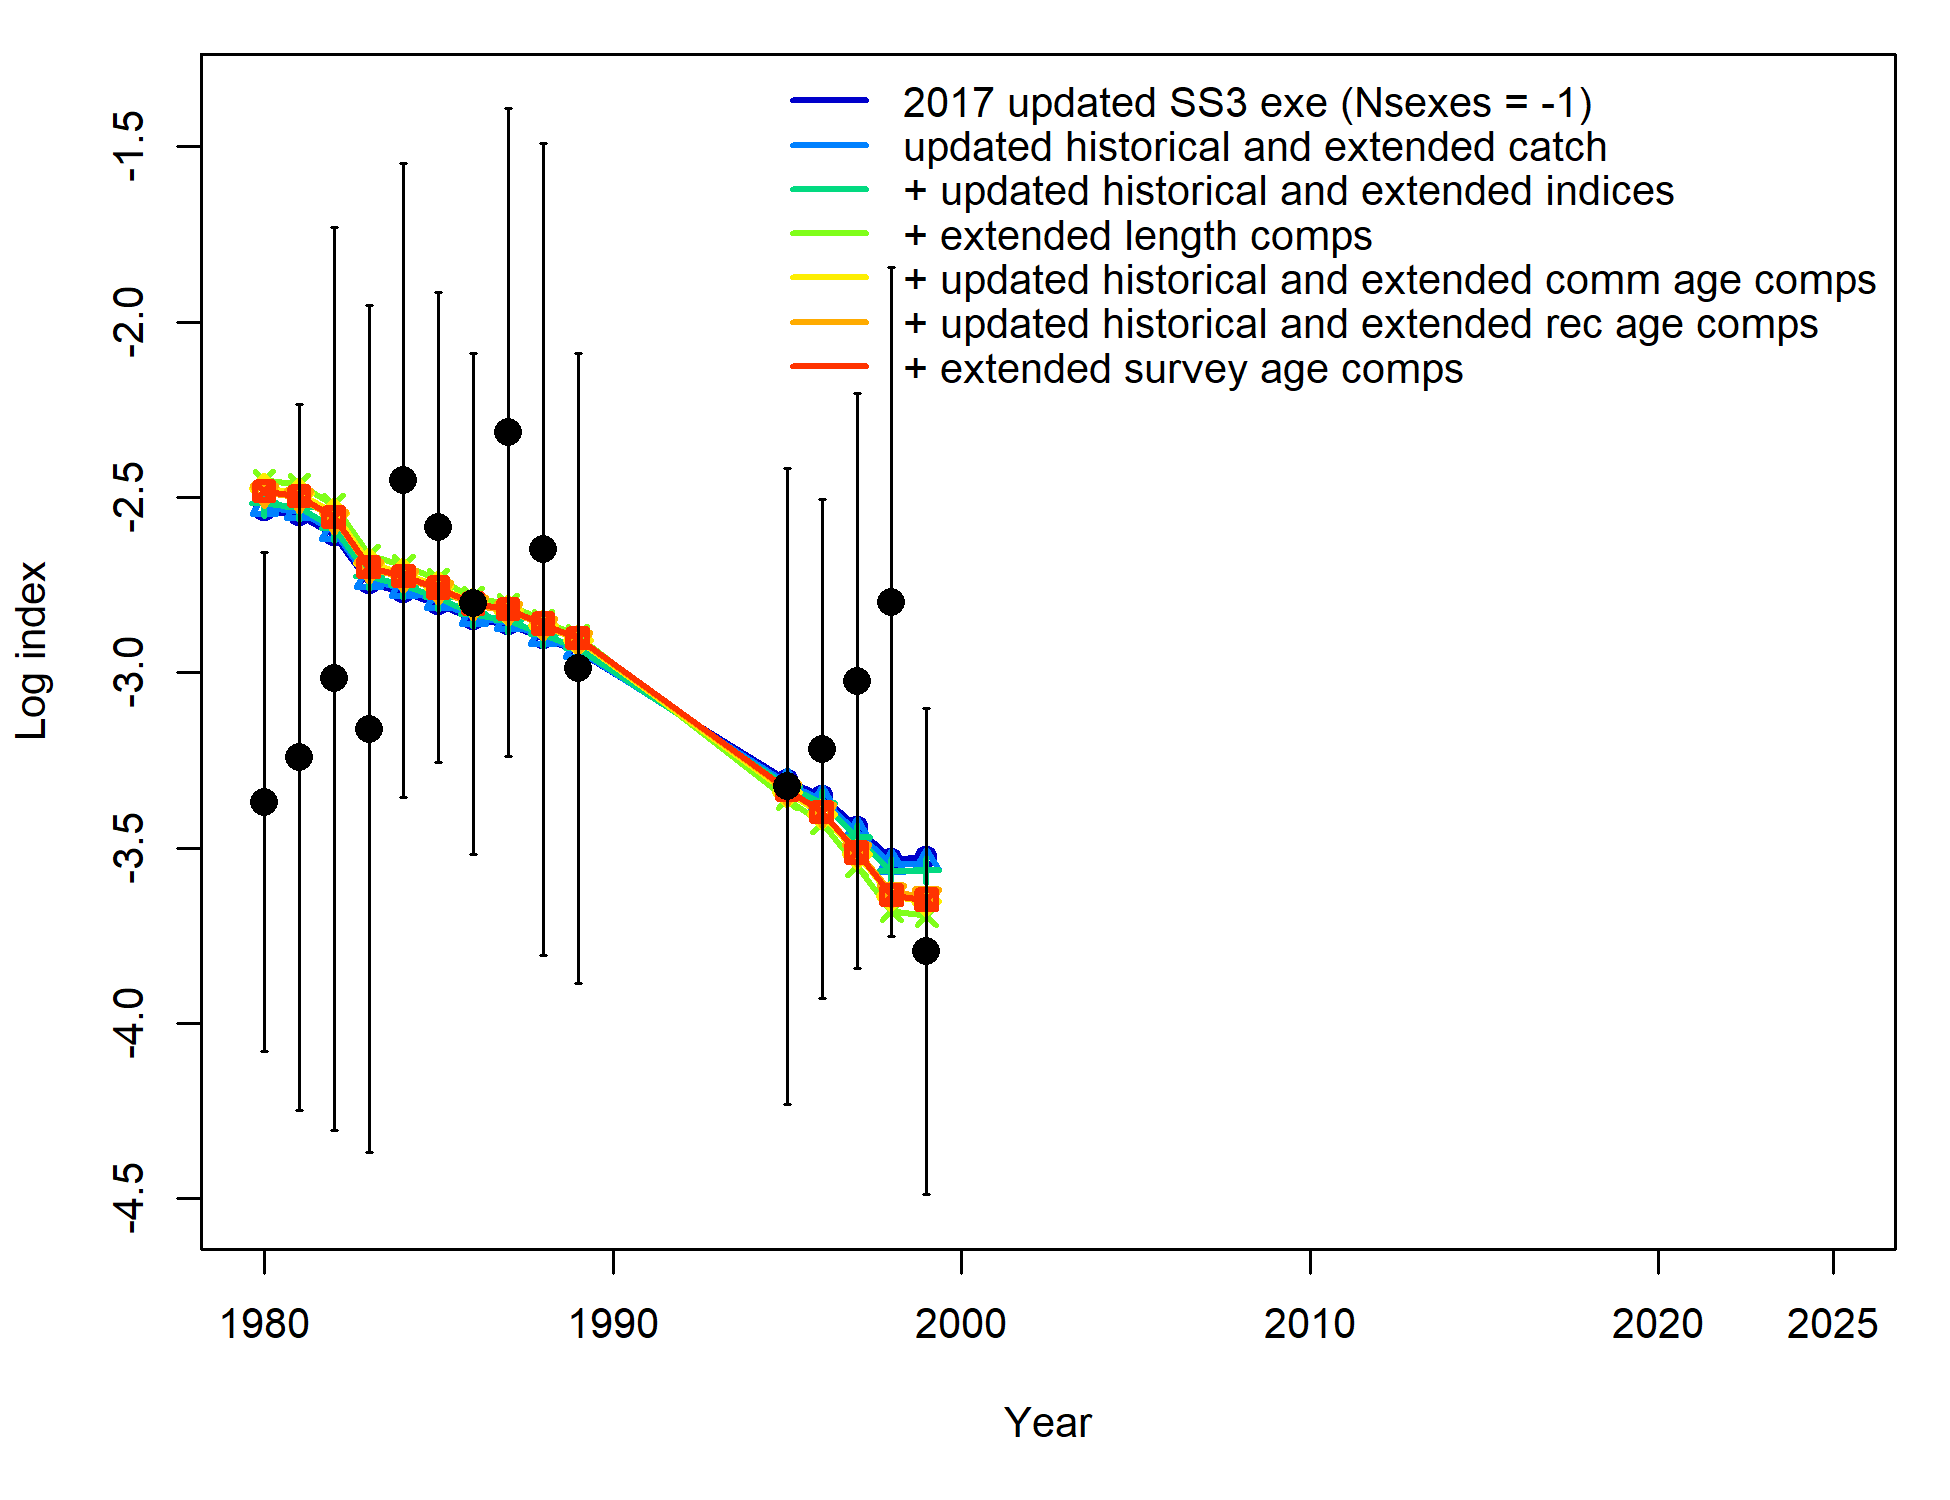 2017 updated SS3 exe (Nsexes = -1)
updated historical and extended catch
+ updated historical and extended indices
+ extended length comps
+ updated historical and extended comm age comps
+ updated historical and extended rec age comps
+ extended survey age comps
Log index
-1.5
-2.0
-2.5
-3.0
-3.5
-4.0
-4.5
1980
1990
2000
2010
2020
2025
Year